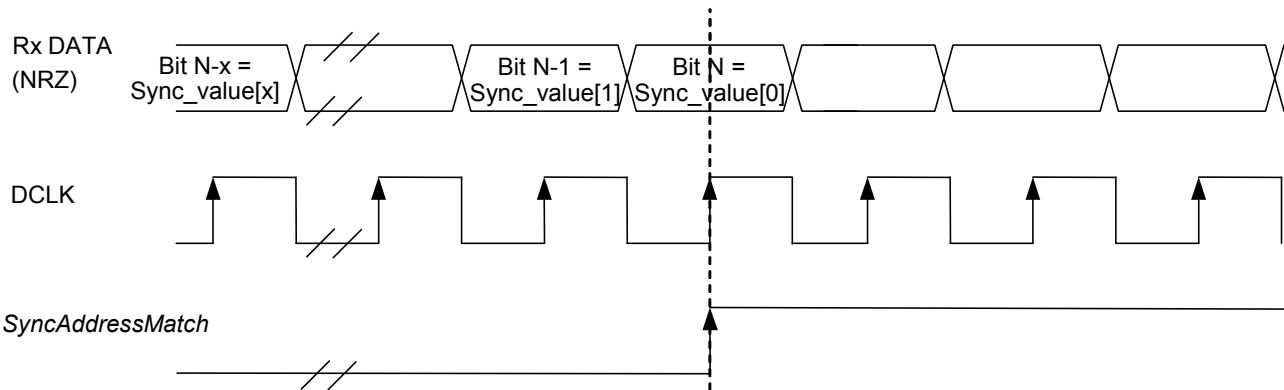 Rx DATA
(NRZ)
Bit N-x =
Sync_value[x]
Bit N-1 =
Sync_value[1]
Bit N =
Sync_value[0]
DCLK
SyncAddressMatch